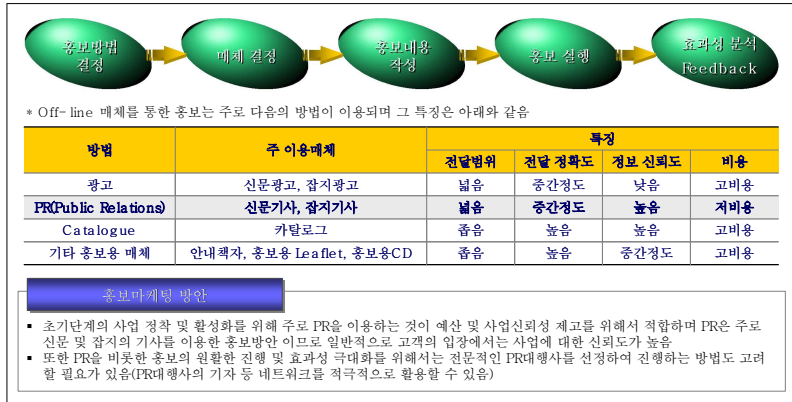 홍보방법
결정
매체 결정
홍보내용
작성
홍보 실행
효과성 분석
Feedback
* Off-line 매체를 통한 홍보는 주로 다음의 방법이 이용되며 그 특징은 아래와 같음
방법 주 이용매체 특징
전달범위 전달 정확도 정보 신뢰도 비용
광고 신문광고, 잡지광고 넓음 중간정도 낮음 고비용
PR(Public Relations) 신문기사, 잡지기사 넓음 중간정도 높음 저비용
Catalogue 카탈로그 좁음 높음 높음 고비용
기타 홍보용 매체 안내책자, 홍보용 Leaflet, 홍보용CD 좁음 높음 중간정도 고비용
홍보마케팅 방안
▪ 초기단계의 사업 정착 및 활성화를 위해 주로 PR을 이용하는 것이 예산 및 사업신뢰성 제고를 위해서 적합하며 PR은 주로
신문 및 잡지의 기사를 이용한 홍보방안 이므로 일반적으로 고객의 입장에서는 사업에 대한 신뢰도가 높음
▪ 또한 PR을 비롯한 홍보의 원활한 진행 및 효과성 극대화를 위해서는 전문적인 PR대행사를 선정하여 진행하는 방법도 고려
할 필요가 있음(PR대행사의 기자 등 네트워크를 적극적으로 활용할 수 있음)